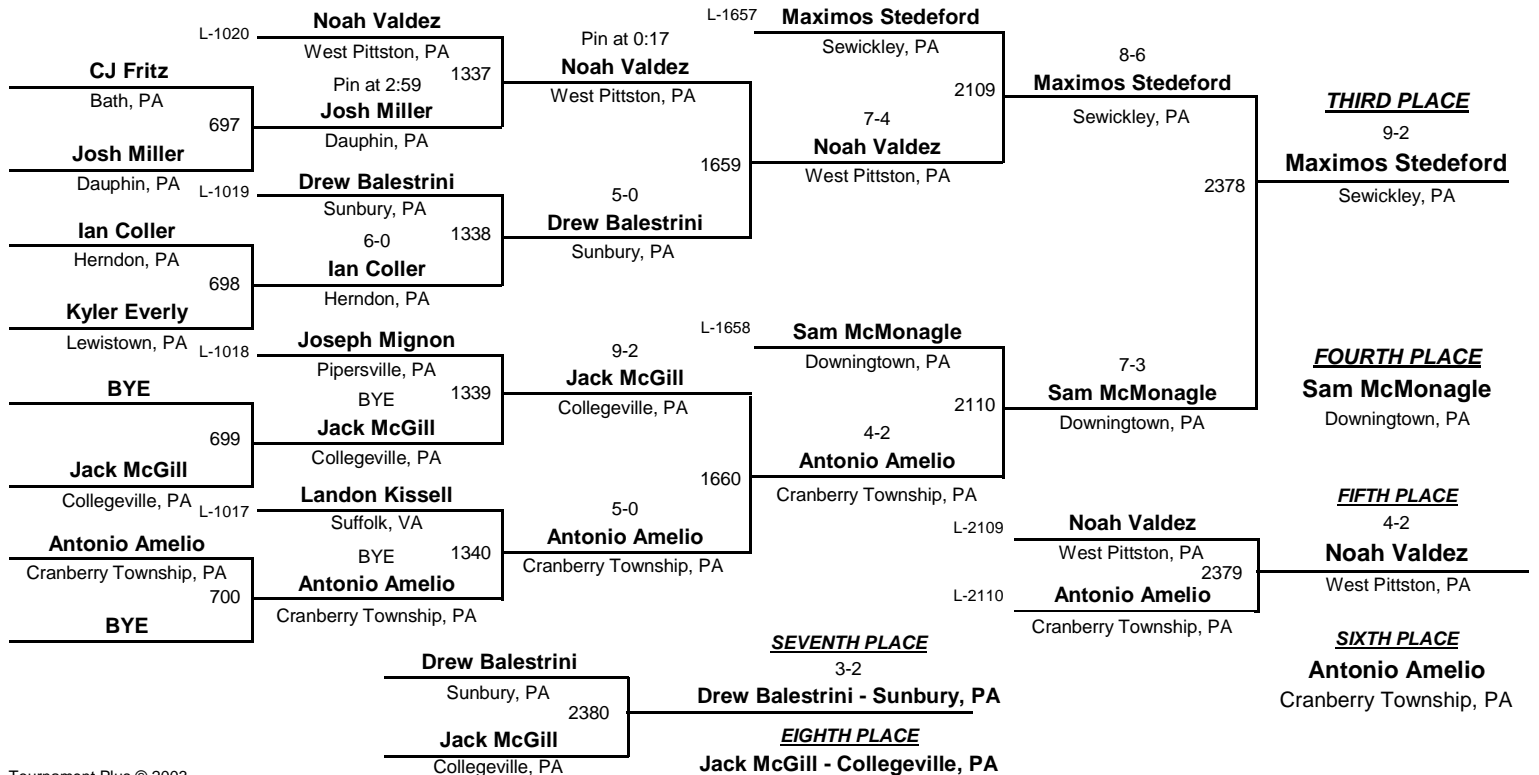 L-1020
Noah Valdez
West Pittston, PA
CJ Fritz
Bath, PA
697
Pin at 2:59
Josh Miller
Dauphin, PA
1337
Josh Miller
Dauphin, PA
L-1019
Drew Balestrini
Sunbury, PA
Ian Coller
Herndon, PA
698
6-0
Ian Coller
Herndon, PA
1338
Kyler Everly
Lewistown, PA
L-1018
Joseph Mignon
Pipersville, PA
BYE
699
BYE
Jack McGill
Collegeville, PA
1339
Jack McGill
Collegeville, PA
L-1017
Landon Kissell
Suffolk, VA
Antonio Amelio
Cranberry Township, PA
700
BYE
Antonio Amelio
Cranberry Township, PA
1340
BYE
Pin at 0:17
Noah Valdez
West Pittston, PA
1659
5-0
Drew Balestrini
Sunbury, PA
9-2
Jack McGill
Collegeville, PA
1660
5-0
Antonio Amelio
Cranberry Township, PA
L-1657
Maximos Stedeford
Sewickley, PA
2109
7-4
Noah Valdez
West Pittston, PA
L-1658
Sam McMonagle
Downingtown, PA
2110
4-2
Antonio Amelio
Cranberry Township, PA
8-6
Maximos Stedeford
Sewickley, PA
2378
7-3
Sam McMonagle
Downingtown, PA
THIRD PLACE
9-2
Maximos Stedeford
Sewickley, PA
FOURTH PLACE
Sam McMonagle
Downingtown, PA
L-2109
Noah Valdez
West Pittston, PA
2379
L-2110
Antonio Amelio
Cranberry Township, PA
FIFTH PLACE
4-2
Noah Valdez
West Pittston, PA
SIXTH PLACE
Antonio Amelio
Cranberry Township, PA
Drew Balestrini
Sunbury, PA
2380
Jack McGill
Collegeville, PA
SEVENTH PLACE
3-2
Drew Balestrini - Sunbury, PA
EIGHTH PLACE
Jack McGill - Collegeville, PA